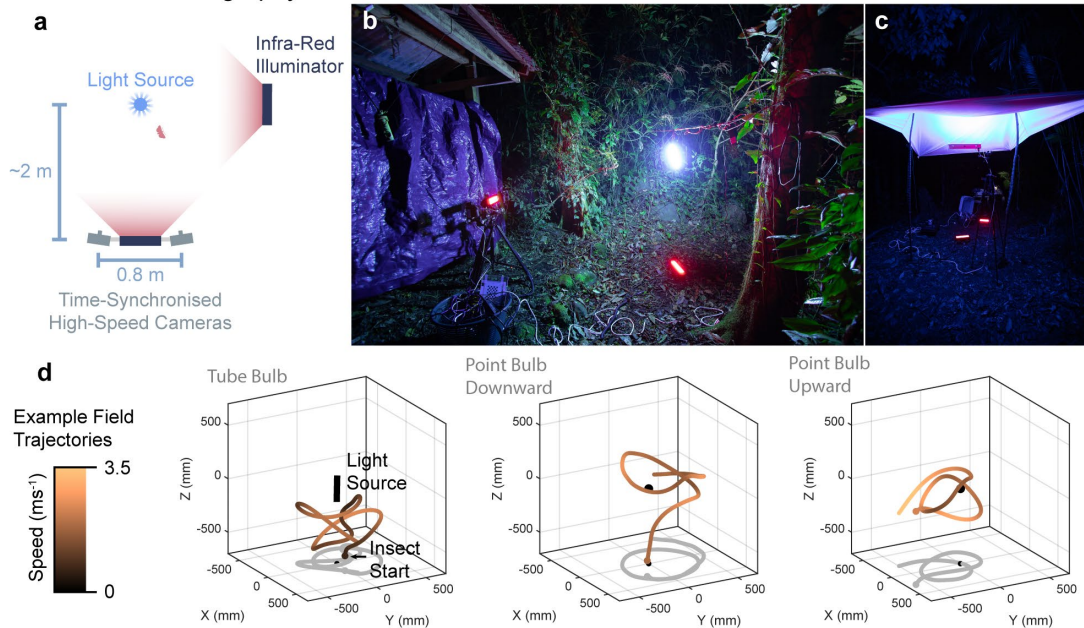 a
Infra-Red
Illuminator
Light Source
~2 m
0.8 m
Time-Synchronised
High-Speed Cameras
b
c
d
Example Field
Trajectories
Speed (ms-1)
3.5
0
Tube Bulb
Light
Source
Insect
Start
Z (mm)
500
0
-500
X (mm)
-500
0
500
Y (mm)
-500
0
500
Point Bulb
Downward
Z (mm)
500
0
-500
X (mm)
-500
0
500
Y (mm)
-500
0
500
Point Bulb
Upward
Z (mm)
500
0
-500
X (mm)
-500
0
500
Y (mm)
-500
0
500